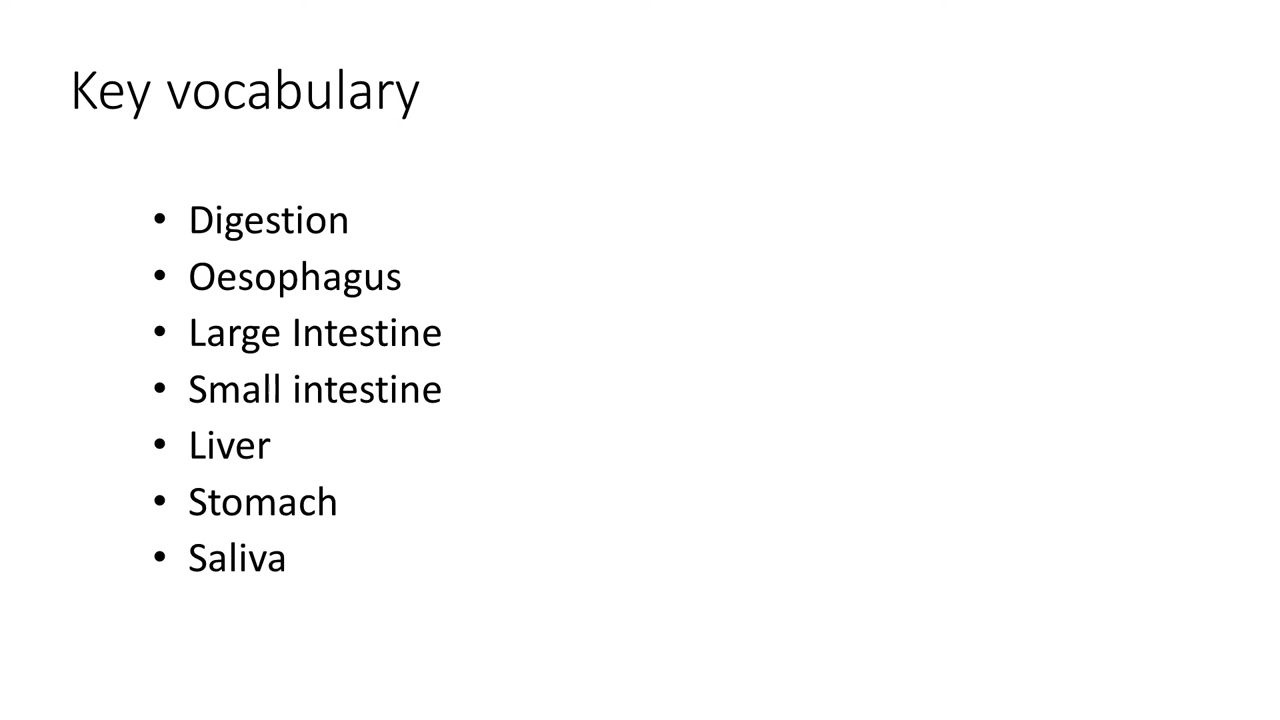 Key vocabulary
• Digestion
• Oesophagus
• Large Intestine
• Small intestine
• Liver
• Stomach
• Saliva